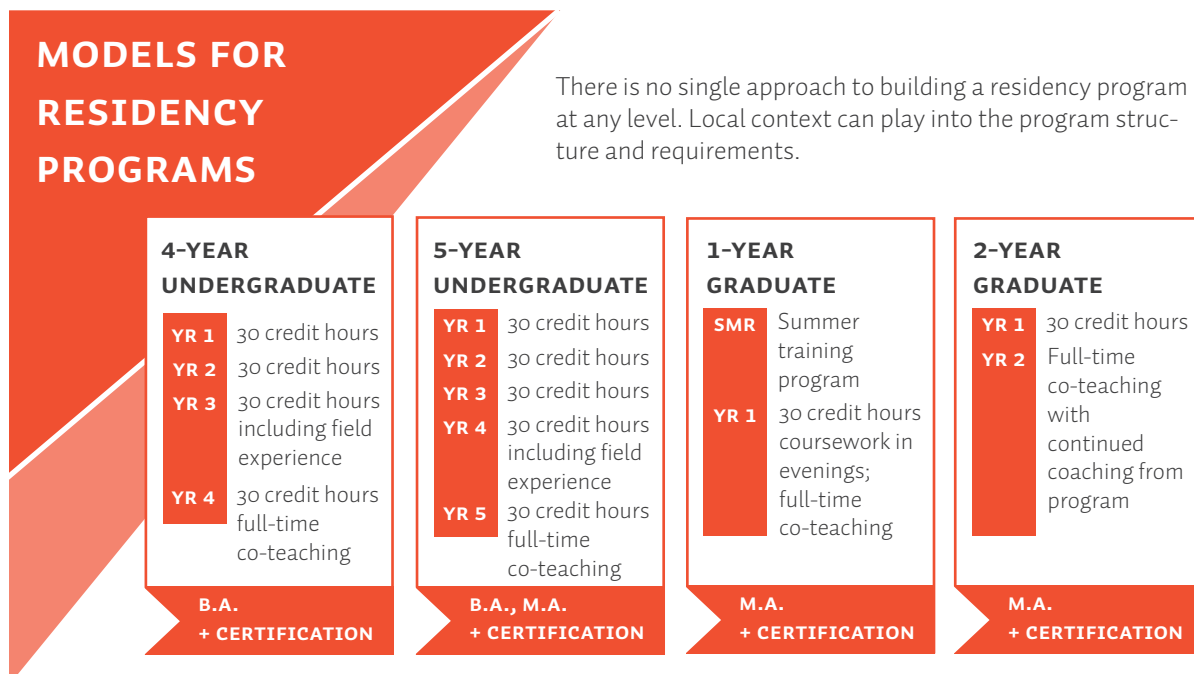 MODELS FOR
RESIDENCY
PROGRAMS
There is no single approach to building a residency program
at any level. Local context can play into the program struc-
ture and requirements.
4-YEAR
UNDERGRADUATE
YR 1 30 credit hours
YR 2 30 credit hours
YR 3 30 credit hours
including field
experience
YR 4 30 credit hours
full-time
co-teaching
B.A.
+ CERTIFICATION
5-YEAR
UNDERGRADUATE
YR 1 30 credit hours
YR 2 30 credit hours
YR 3 30 credit hours
YR 4 30 credit hours
including field
experience
YR 5 30 credit hours
full-time
co-teaching
B.A., M.A.
+ CERTIFICATION
1-YEAR
GRADUATE
SMR Summer
training
program
YR 1 30 credit hours
coursework in
evenings;
full-time
co-teaching
M.A.
+ CERTIFICATION
2-YEAR
GRADUATE
YR 1 30 credit hours
YR 2 Full-time
co-teaching
with
continued
coaching from
program
M.A.
+ CERTIFICATION